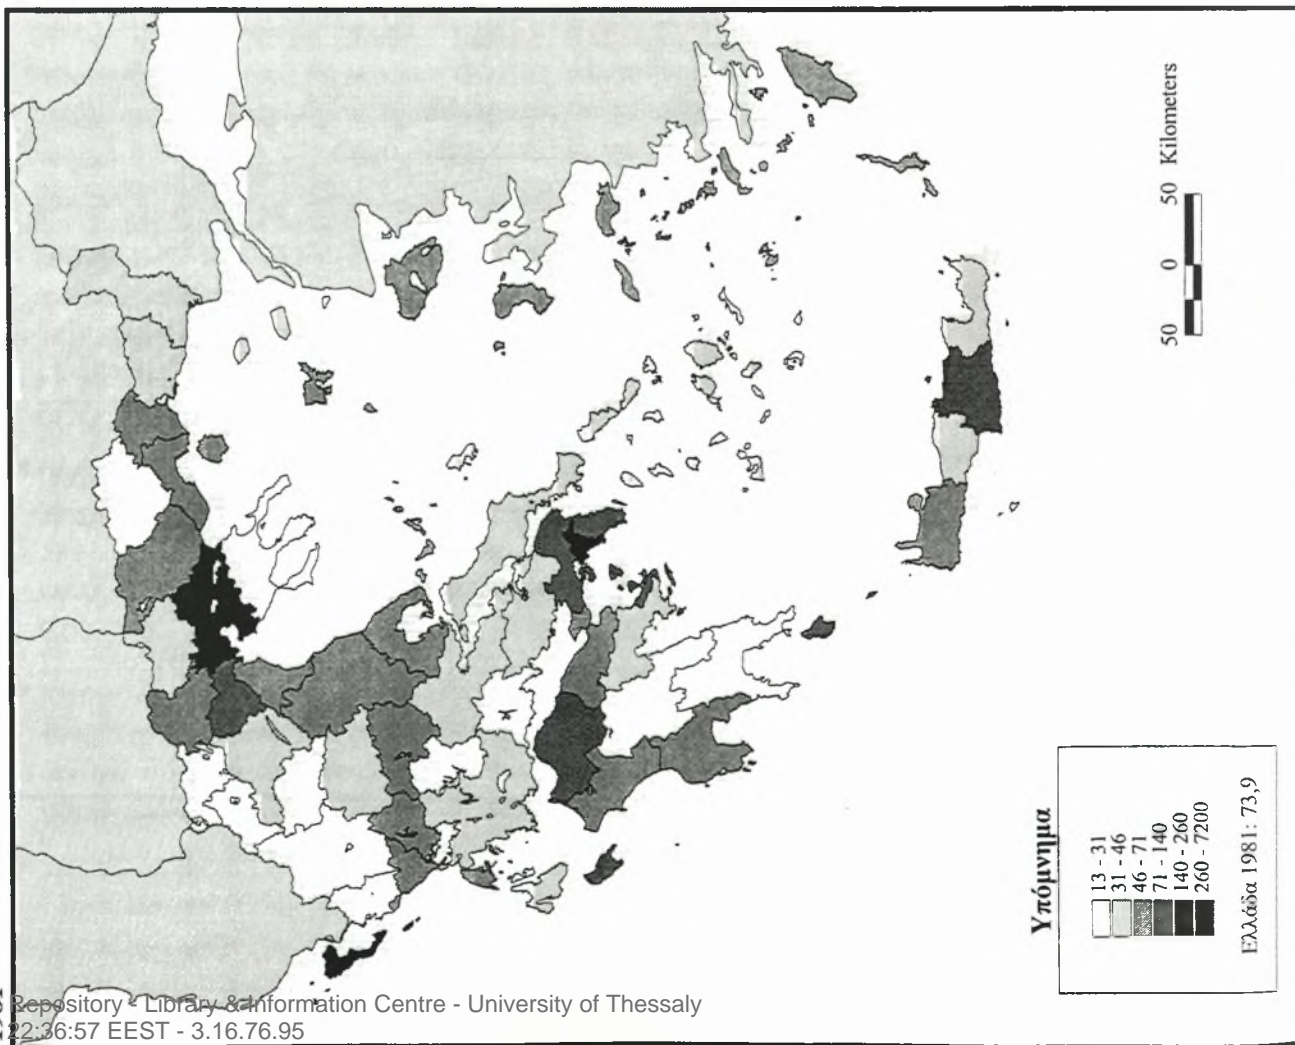 50 0 50 Kilometers
Υπόμνημα
13 - 31
31 - 46
46 - 71
71 - 140
140 - 260
260 - 7200
Ελλάδα 1981: 73,9
Repository - Library & Information Centre - University of Thessaly
22:36:57 EEST - 3.16.76.95